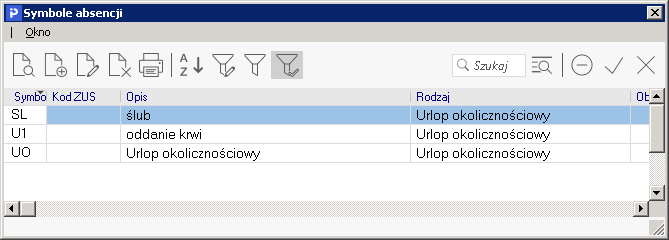 Symbole absencji
Okno
A
Z
Szukaj
Symbo Kod ZUS Opis Rodzaj Ob
SL ślub Urlop okolicznościowy
U1 oddanie krwi Urlop okolicznościowy
UO Urlop okolicznościowy Urlop okolicznościowy